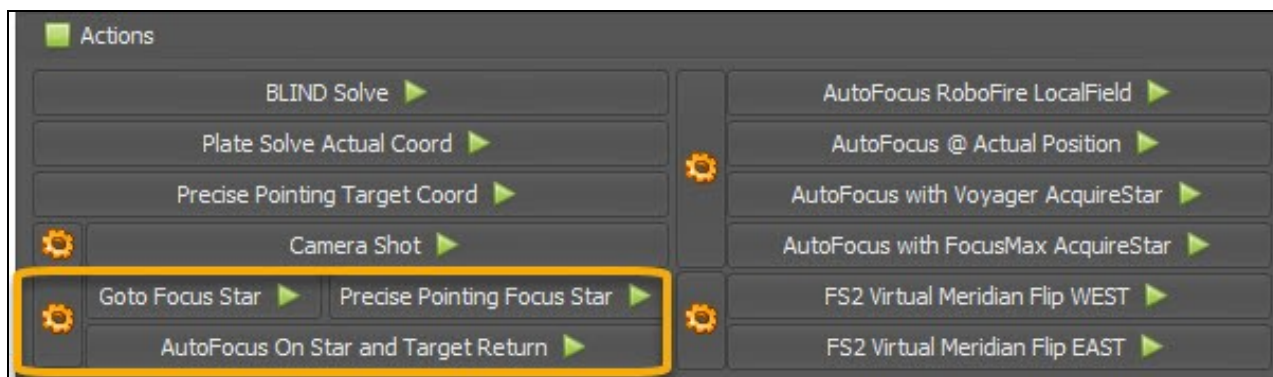 Actions
BLIND Solve
Plate Solve Actual Coord
Precise Pointing Target Coord
Camera Shot
Goto Focus Star
Precise Pointing Focus Star
AutoFocus On Star and Target Return
AutoFocus RoboFire LocalField
AutoFocus @ Actual Position
AutoFocus with Voyager AcquireStar
AutoFocus with FocusMax AcquireStar
FS2 Virtual Meridian Flip WEST
FS2 Virtual Meridian Flip EAST